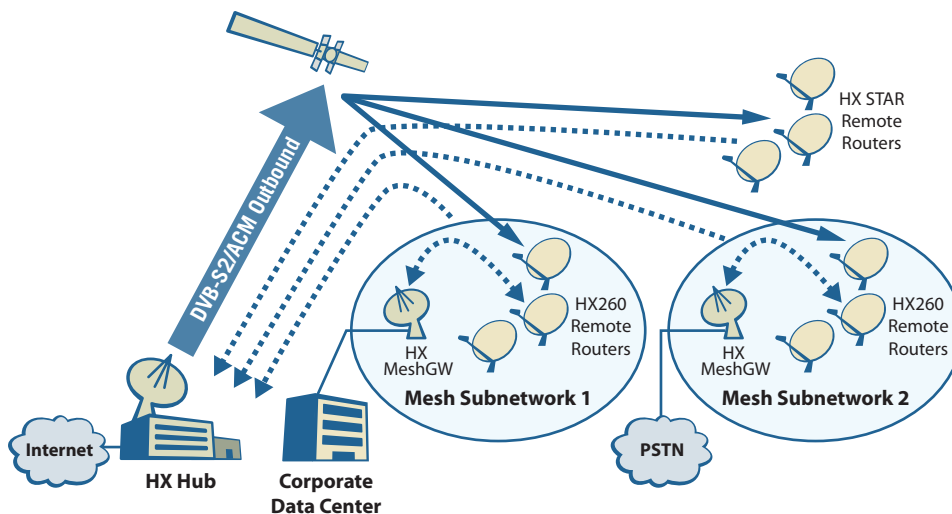 DVB-S2/ACM Outbound
HX STAR
Remote
Routers
HX260
Remote
Routers
HX
MeshGW
Mesh Subnetwork 1
HX260
Remote
Routers
HX
MeshGW
Mesh Subnetwork 2
Internet
HX Hub
Corporate
Data Center
PSTN